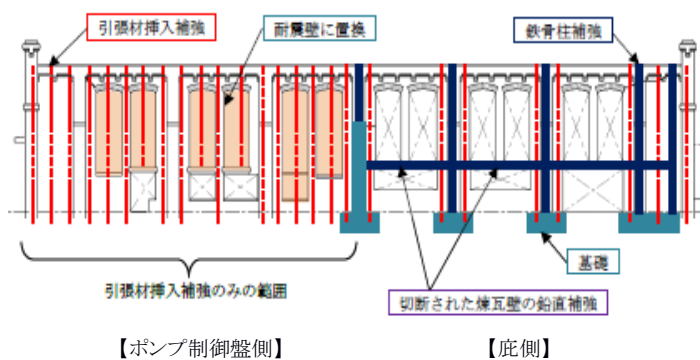 引張材挿入補強
耐震壁に置換
鉄骨柱補強
基礎
引張材挿入補強のみの範囲
切断された煉瓦壁の鉛直補強
【ポンプ制御盤側】
【庇側】